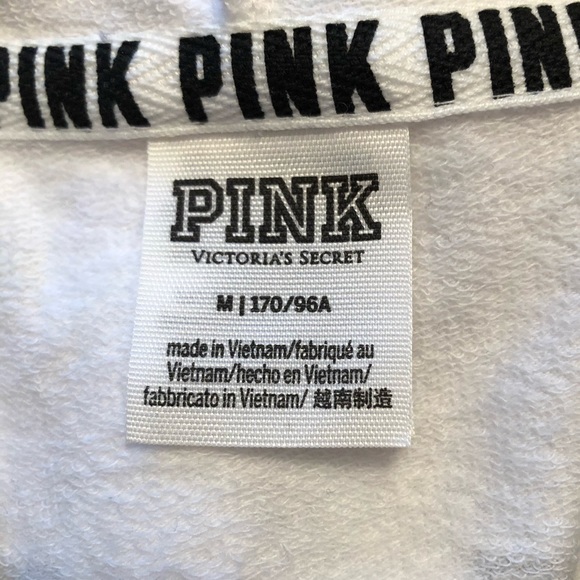 PINK PINK PIN
PINK
VICTORIA'S SECRET
M | 170/96A
made in Vietnam/fabriqué au
Vietnam/hecho en Vietnam/
fabbricato in Vietnam/ 越南制造